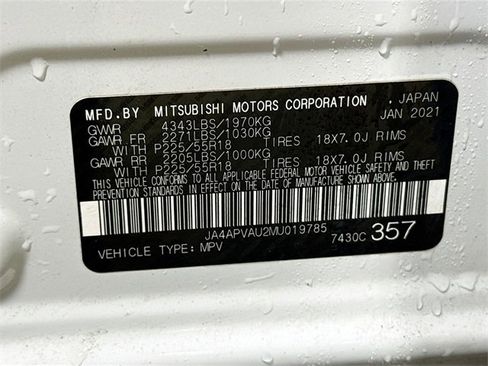 MFD.BY MITSUBISHI MOTORS CORPORATION , JAPAN
GVWR 4343LBS/1970KG JAN 2021
GAWR FR 2271LBS/1030KG
WITH P225/55R18 TIRES 18X7.0J RIMS
GAWR RR 2205LBS/1000KG
WITH P225/55R18 TIRES 18X7.0J RIMS
THIS VEHICLE CONFORMS TO ALL APPLICABLE FEDERAL MOTOR VEHICLE SAFETY, BUMPER, AND THEFT
PREVENTION STANDARDS IN EFFECT ON THE DATE OF MANUFACTURE SHOWN ABOVE.
JA4APVAU2MU019785
VEHICLE TYPE: MPV 7430C 357